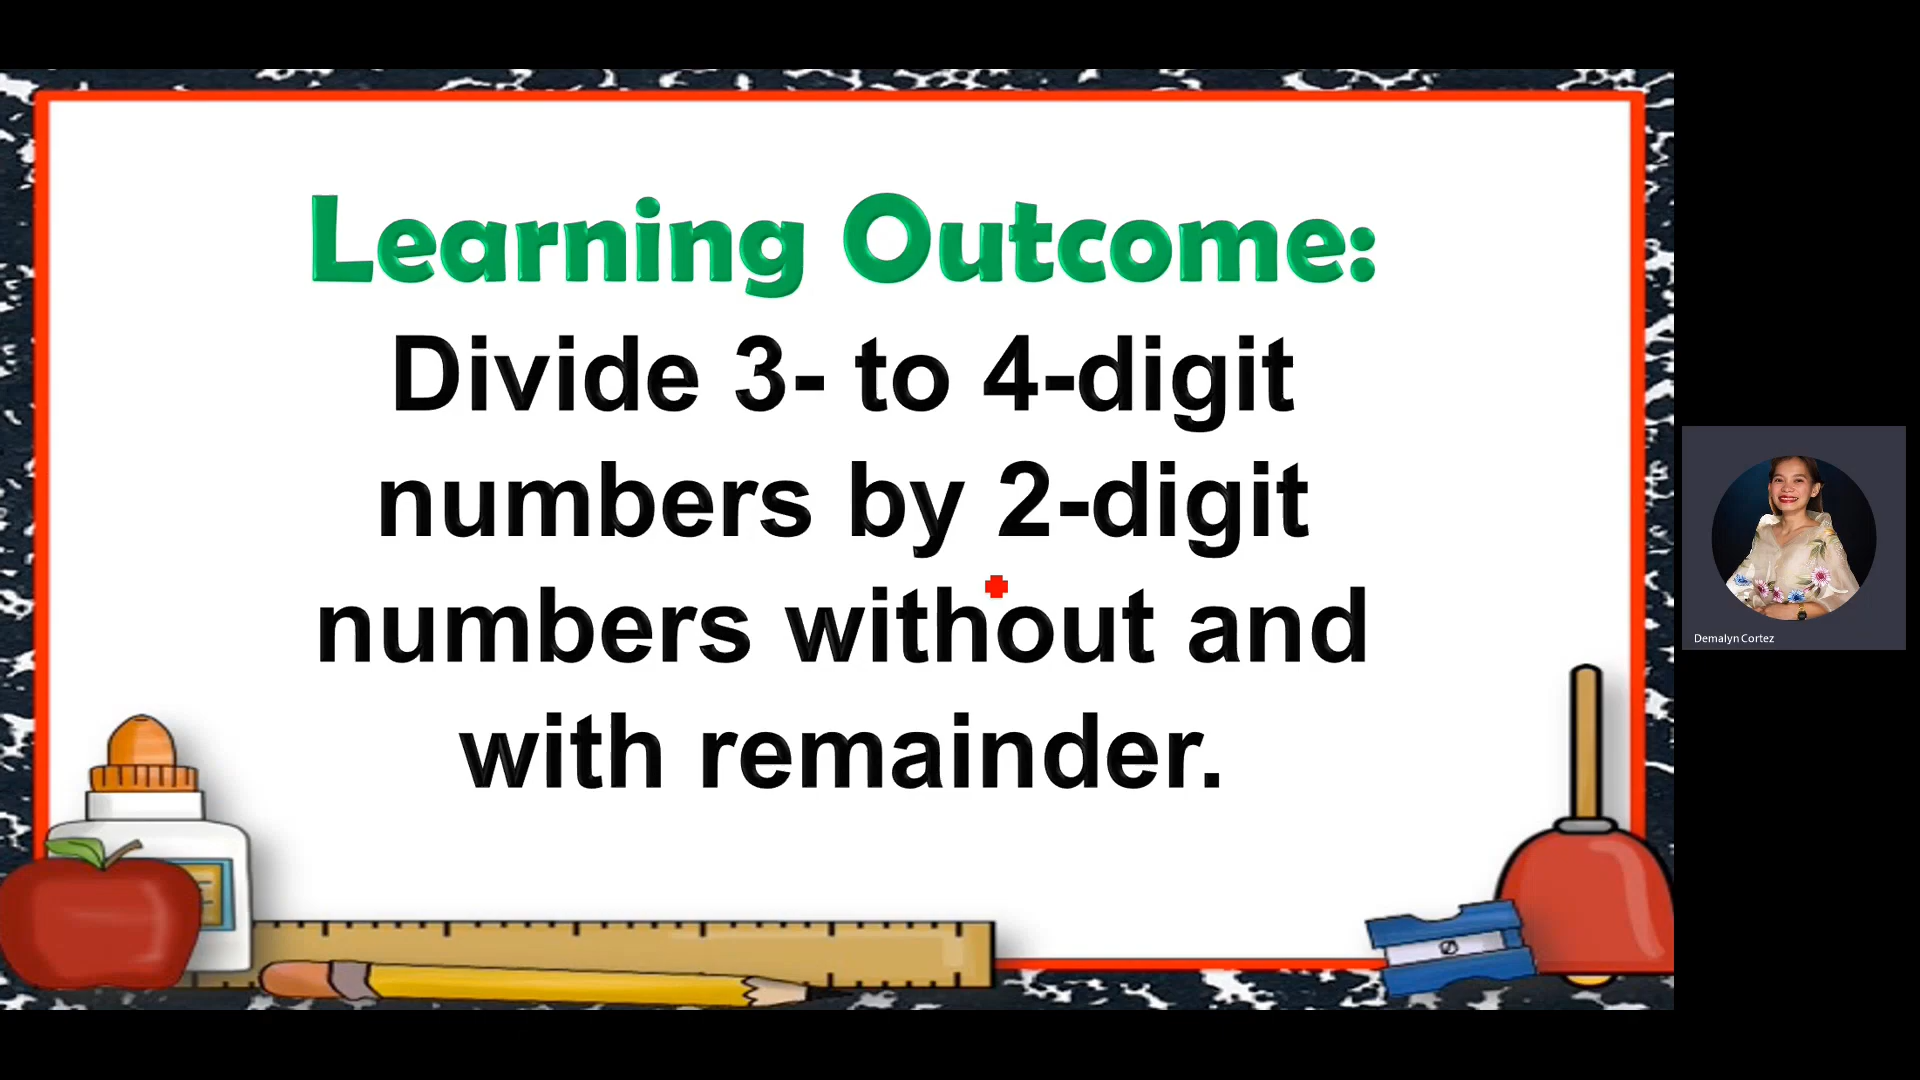 Learning Outcome:
Divide 3- to 4-digit
numbers by 2-digit
numbers without and
with remainder.
Demalyn Cortez